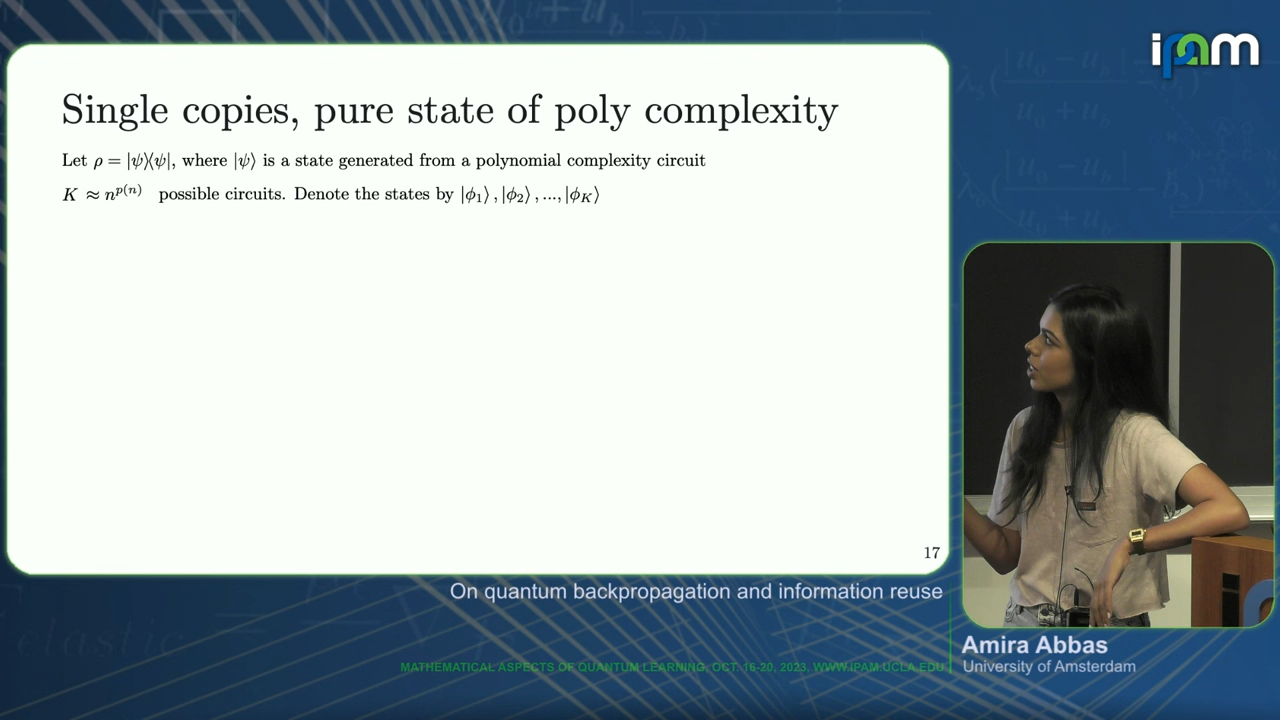 ipam
Single copies, pure state of poly complexity
Let ρ = |ψ⟩⟨ψ|, where |ψ⟩ is a state generated from a polynomial complexity circuit
K ≈ n^{p(n)} possible circuits. Denote the states by |ϕ₁⟩, |ϕ₂⟩, ..., |ϕ_K⟩
17
On quantum backpropagation and information reuse
Amira Abbas
University of Amsterdam
MATHEMATICAL ASPECTS OF QUANTUM LEARNING, OCT. 16-20, 2023, WWW.IPAM.UCLA.EDU
elastic